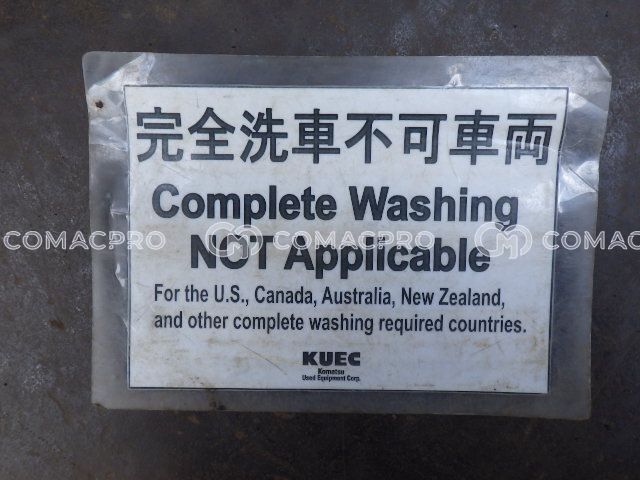 完全洗車不可車両
Complete Washing
NOT Applicable
COMACPRO COMACPRO COMACPRO
For the U.S., Canada, Australia, New Zealand,
and other complete washing required countries.
KUEC
Komatsu
Used Equipment Corp.